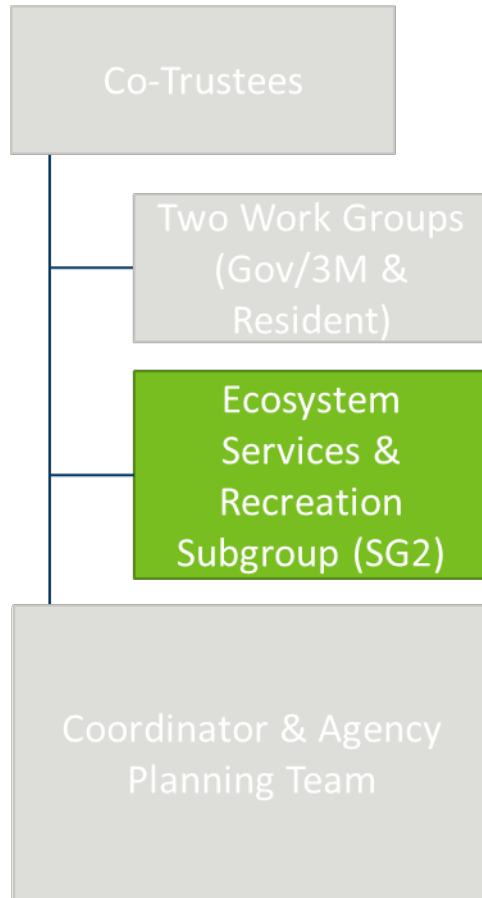 Co-Trustees
Two Work Groups
(Gov/3M &
Resident)
Ecosystem
Services &
Recreation
Subgroup (SG2)
Coordinator & Agency
Planning Team